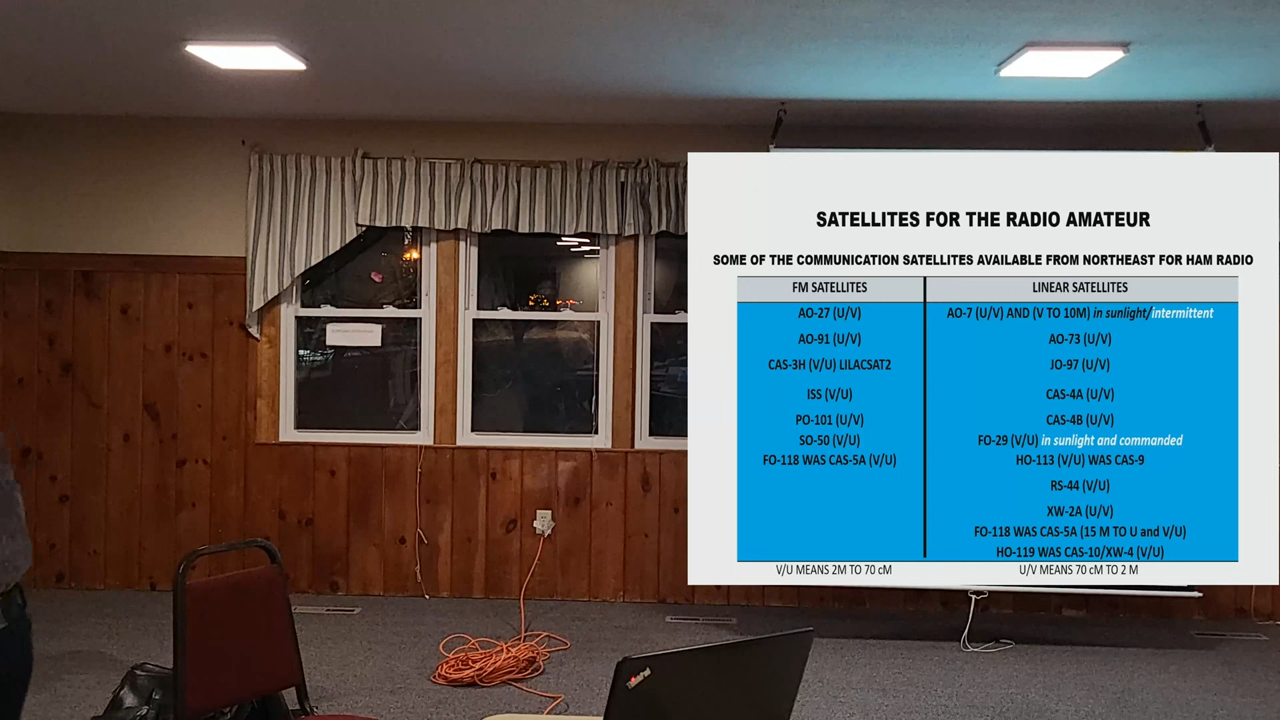 SATELLITES FOR THE RADIO AMATEUR
SOME OF THE COMMUNICATION SATELLITES AVAILABLE FROM NORTHEAST FOR HAM RADIO
FM SATELLITES
LINEAR SATELLITES
AO-27 (U/V)
AO-7 (U/V) AND (V TO 10M) in sunlight/intermittent
AO-91 (U/V)
AO-73 (U/V)
CAS-3H (V/U) LILACSAT2
JO-97 (U/V)
ISS (V/U)
CAS-4A (U/V)
PO-101 (U/V)
CAS-4B (U/V)
SO-50 (V/U)
FO-29 (V/U) in sunlight and commanded
FO-118 WAS CAS-5A (V/U)
HO-113 (V/U) WAS CAS-9
RS-44 (V/U)
XW-2A (U/V)
FO-118 WAS CAS-5A (15 M TO U and V/U)
HO-119 WAS CAS-10/XW-4 (V/U)
V/U MEANS 2M TO 70 cM
U/V MEANS 70 cM TO 2 M
ThinkPad